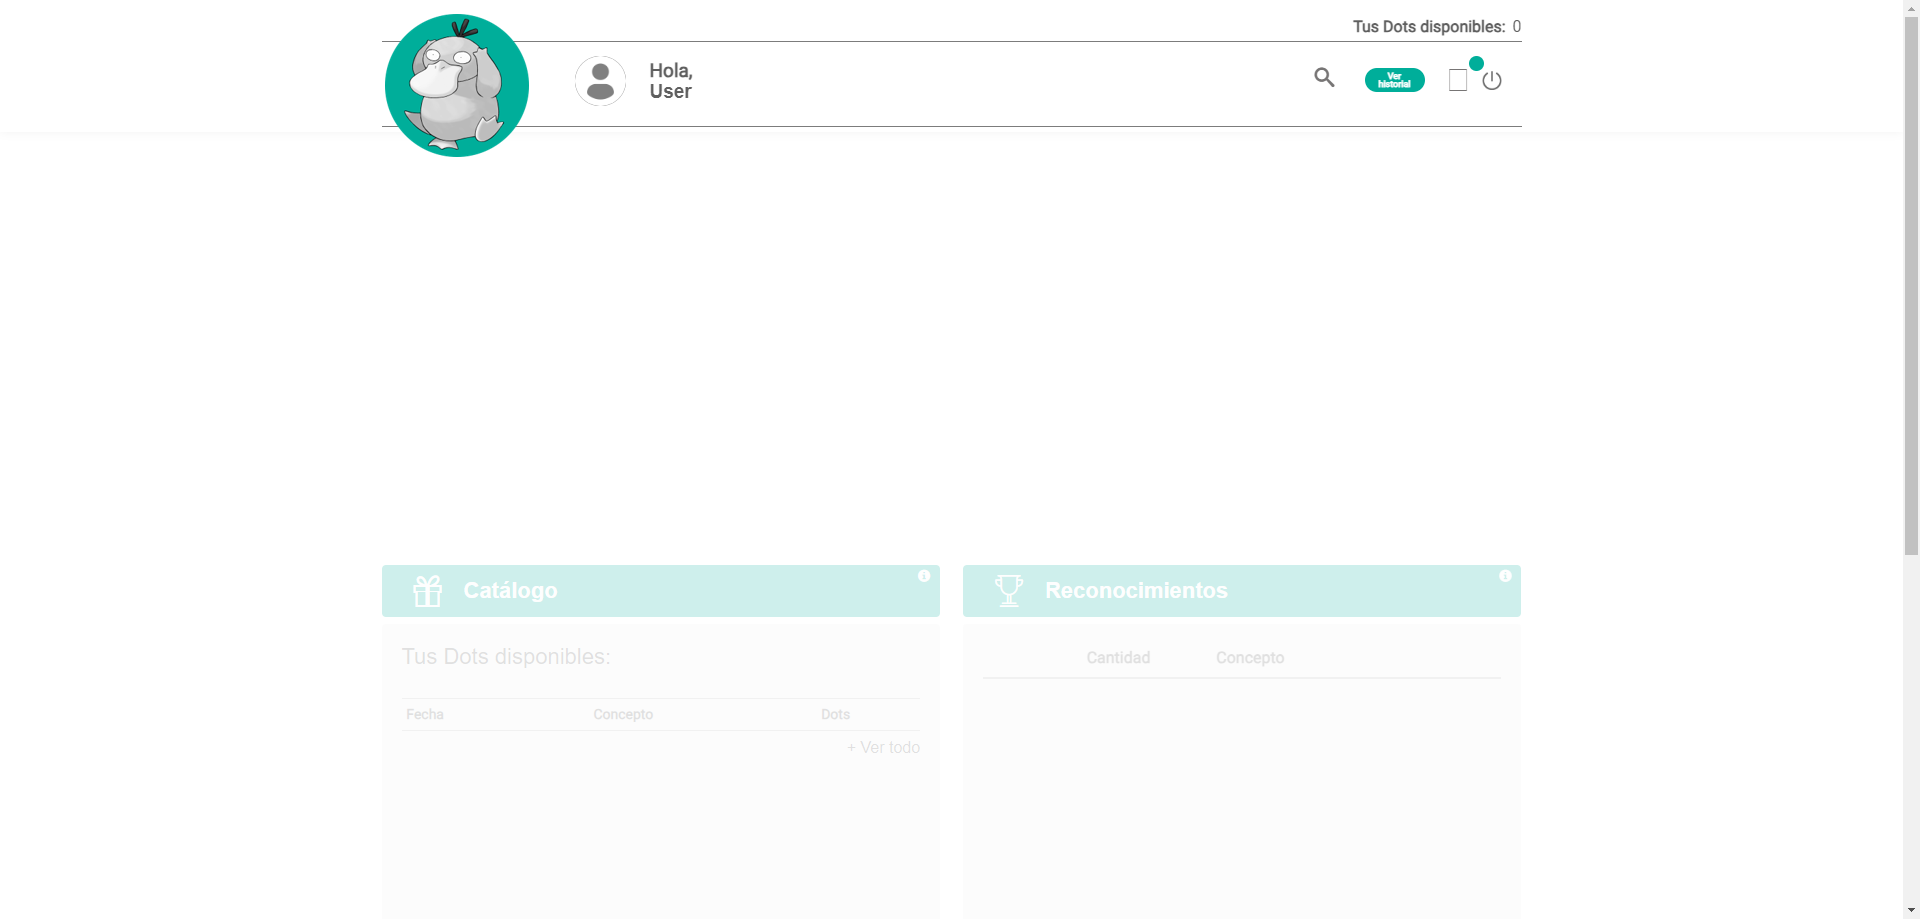 Tus Dots disponibles: 0
Hola,
User
Ver
historial
Catálogo
Reconocimientos
Tus Dots disponibles:
Cantidad Concepto
Fecha Concepto Dots
+ Ver todo